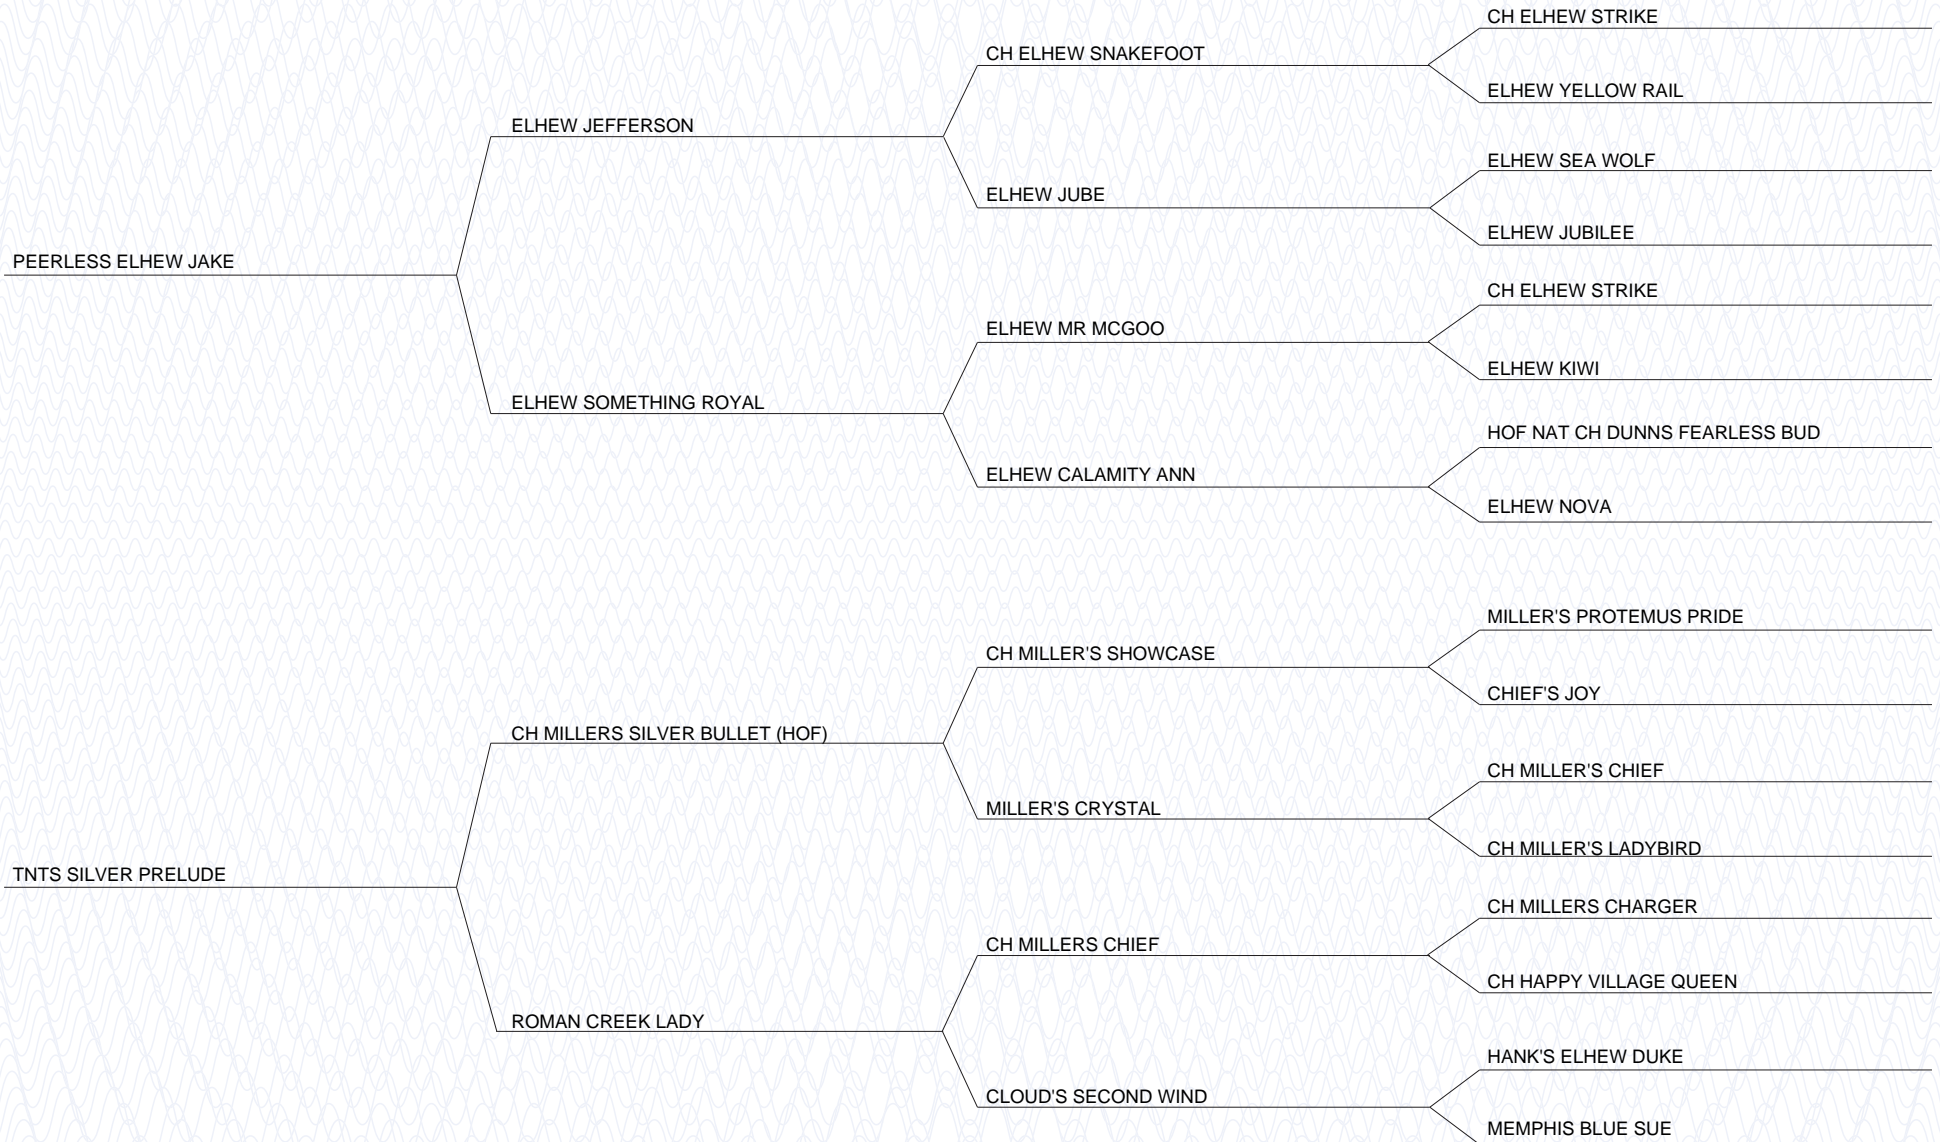 CH ELHEW STRIKE
CH ELHEW SNAKEFOOT
ELHEW YELLOW RAIL
ELHEW JEFFERSON
ELHEW SEA WOLF
ELHEW JUBE
ELHEW JUBILEE
PEERLESS ELHEW JAKE
CH ELHEW STRIKE
ELHEW MR MCGOO
ELHEW KIWI
ELHEW SOMETHING ROYAL
HOF NAT CH DUNNS FEARLESS BUD
ELHEW CALAMITY ANN
ELHEW NOVA
MILLER'S PROTEMUS PRIDE
CH MILLER'S SHOWCASE
CHIEF'S JOY
CH MILLERS SILVER BULLET (HOF)
CH MILLER'S CHIEF
MILLER'S CRYSTAL
CH MILLER'S LADYBIRD
TNTS SILVER PRELUDE
CH MILLERS CHARGER
CH MILLERS CHIEF
CH HAPPY VILLAGE QUEEN
ROMAN CREEK LADY
HANK'S ELHEW DUKE
CLOUD'S SECOND WIND
MEMPHIS BLUE SUE